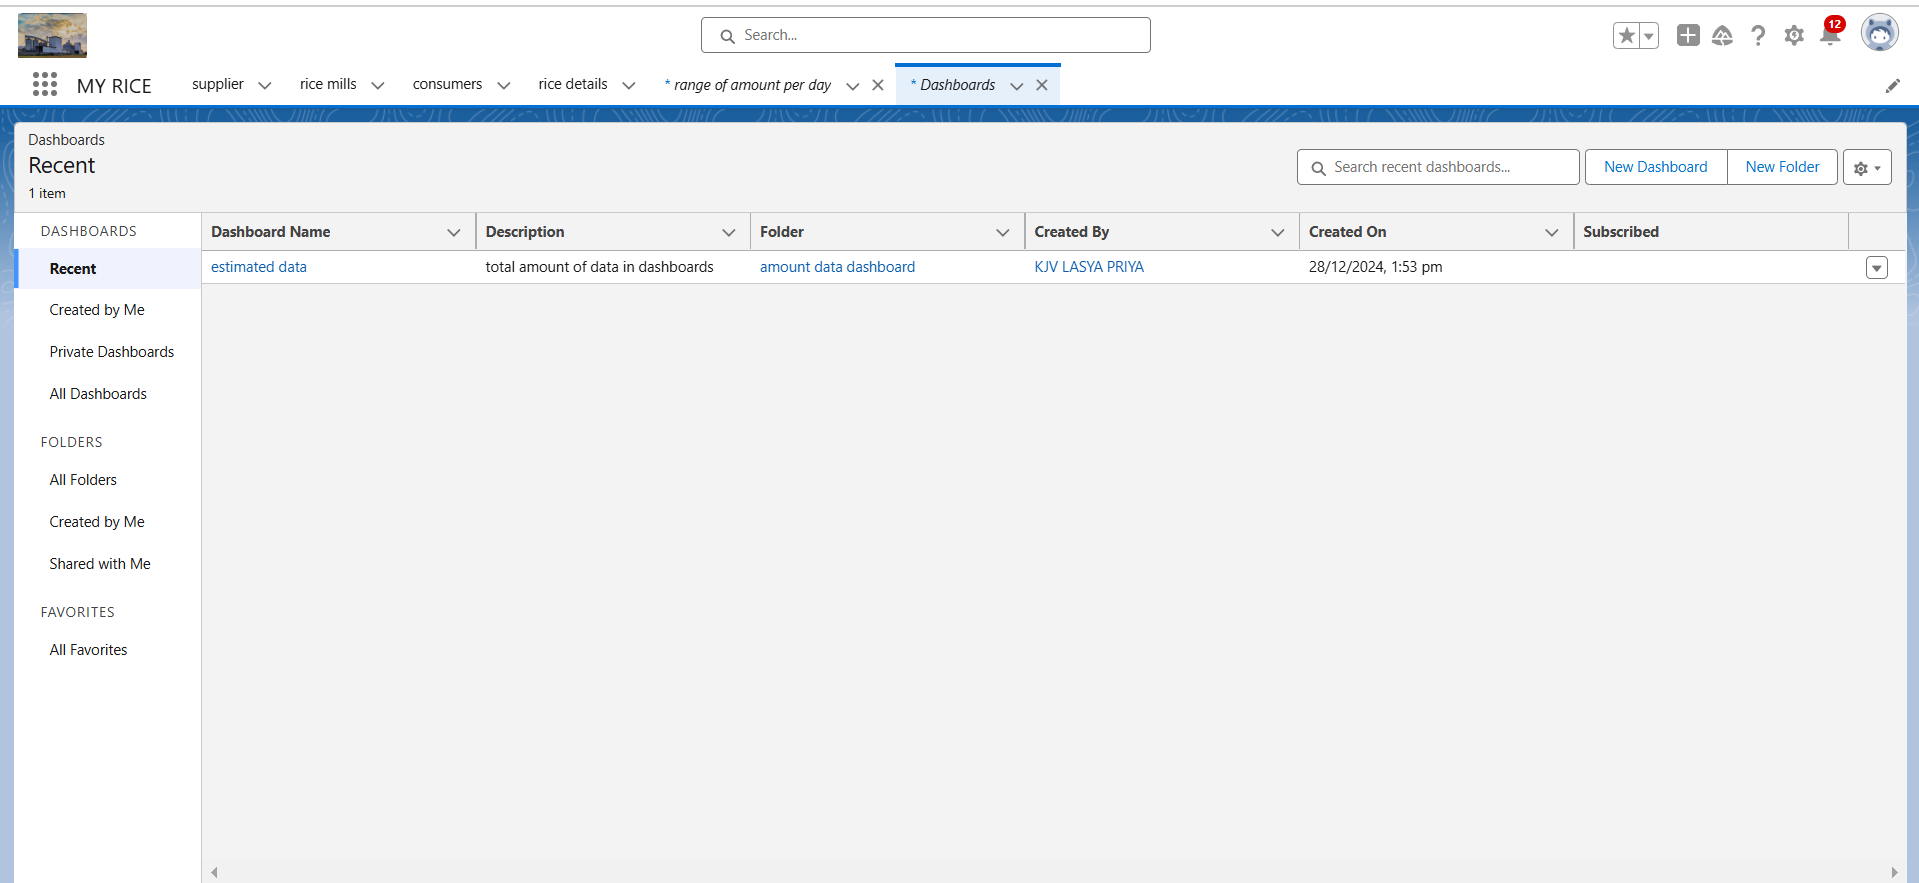 Search...
12
MY RICE
supplier
rice mills
consumers
rice details
* range of amount per day
* Dashboards
Dashboards
Recent
1 item
Search recent dashboards...
New Dashboard
New Folder
DASHBOARDS
Recent
Created by Me
Private Dashboards
All Dashboards
FOLDERS
All Folders
Created by Me
Shared with Me
FAVORITES
All Favorites
Dashboard Name
Description
Folder
Created By
Created On
Subscribed
estimated data
total amount of data in dashboards
amount data dashboard
KJV LASYA PRIYA
28/12/2024, 1:53 pm